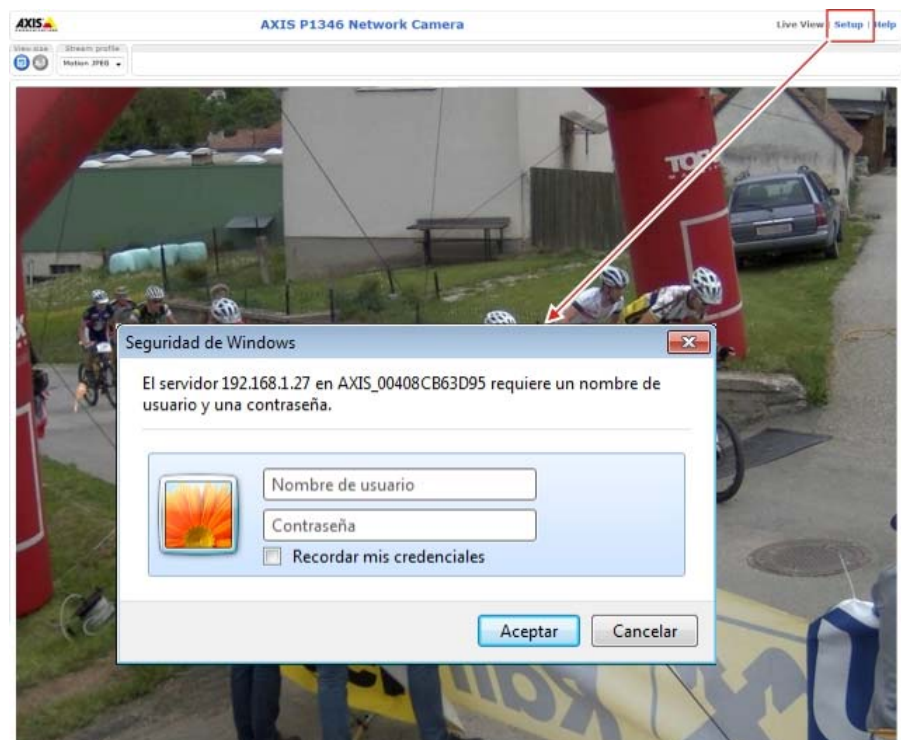 AXIS
COMMUNICATIONS
AXIS P1346 Network Camera
Live View | Setup | Help
View size
Stream profile
Motion JPEG
Seguridad de Windows
El servidor 192.168.1.27 en AXIS_00408CB63D95 requiere un nombre de
usuario y una contraseña.
Nombre de usuario
Contraseña
Recordar mis credenciales
Aceptar
Cancelar